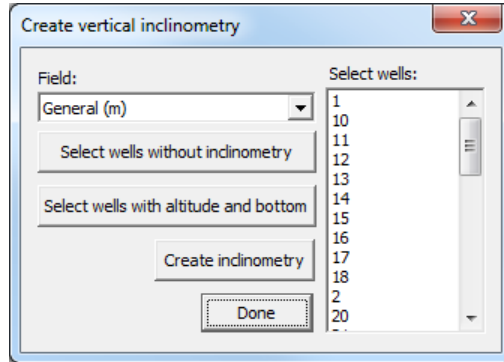 Create vertical inclinometry
Field:
General (m)
Select wells without inclinometry
Select wells with altitude and bottom
Create inclinometry
Done
Select wells:
1
10
11
12
13
14
15
16
17
18
2
20